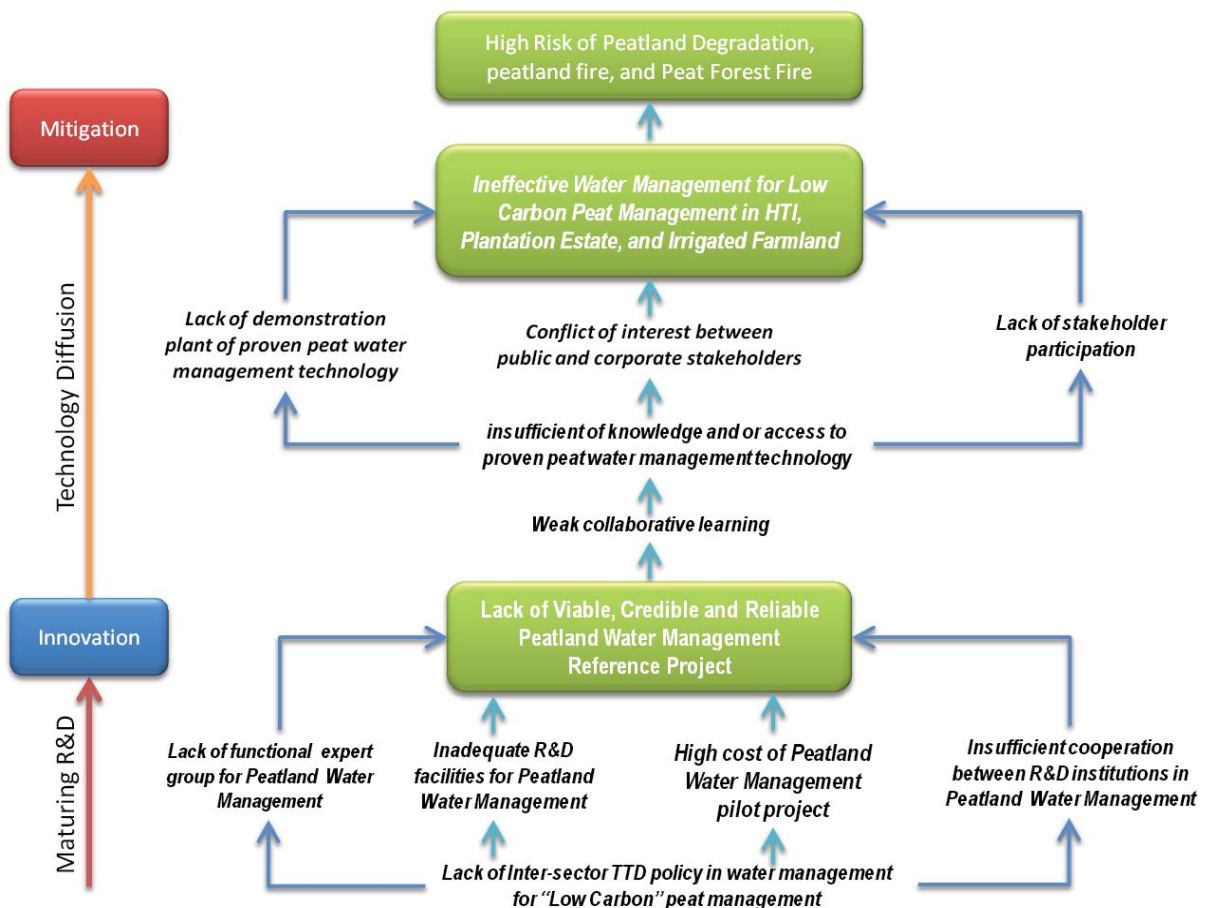 High Risk of Peatland Degradation,
peatland fire, and Peat Forest Fire
Mitigation
Ineffective Water Management for Low
Carbon Peat Management in HTI,
Plantation Estate, and Irrigated Farmland
Technology Diffusion
Lack of demonstration
plant of proven peat water
management technology
Conflict of interest between
public and corporate stakeholders
Lack of stakeholder
participation
insufficient of knowledge and or access to
proven peat water management technology
Weak collaborative learning
Innovation
Lack of Viable, Credible and Reliable
Peatland Water Management
Reference Project
Maturing R&D
Lack of functional expert
group for Peatland Water
Management
Inadequate R&D
facilities for Peatland
Water Management
High cost of Peatland
Water Management
pilot project
Insufficient cooperation
between R&D institutions in
Peatland Water Management
Lack of Inter-sector TTD policy in water management
for “Low Carbon” peat management